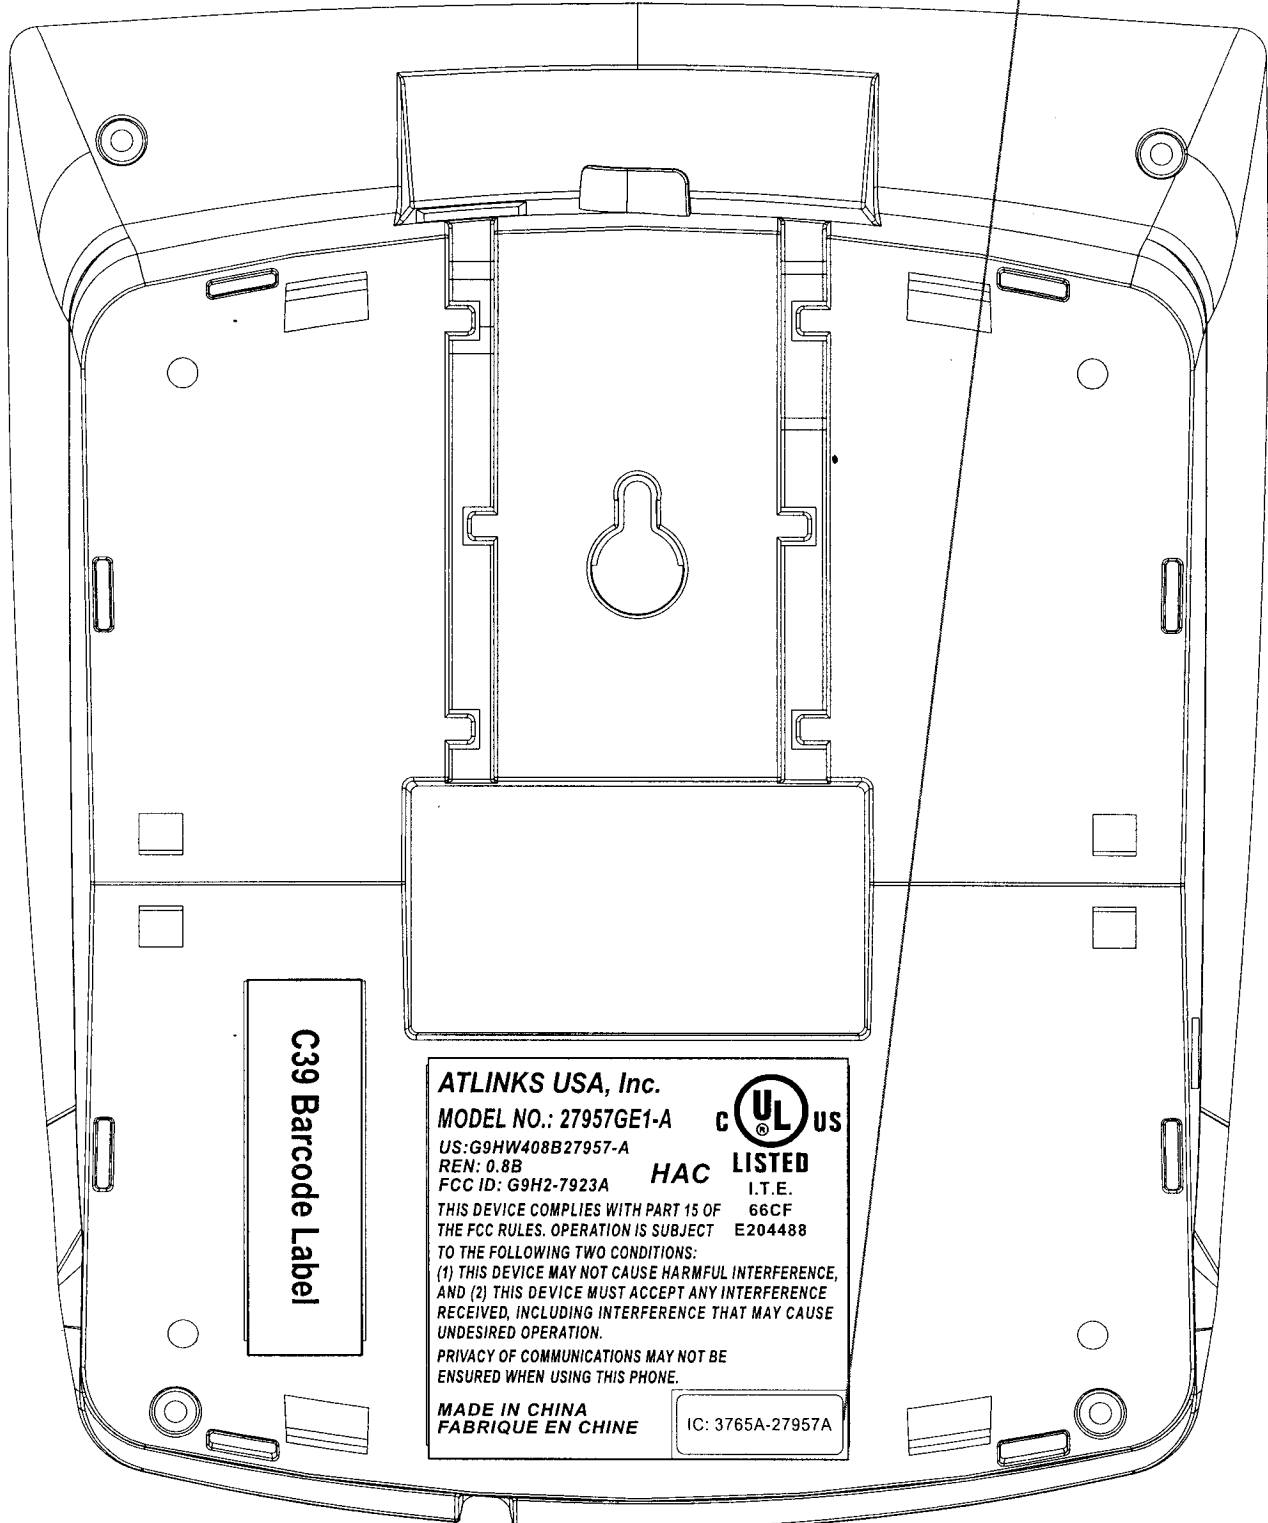 C39 Barcode Label
ATLINKS USA, Inc.
MODEL NO.: 27957GE1-A
US:G9HW408B27957-A
REN: 0.8B
HAC
FCC ID: G9H2-7923A
C UL ® US
LISTED
I.T.E.
66CF
E204488
THIS DEVICE COMPLIES WITH PART 15 OF
THE FCC RULES. OPERATION IS SUBJECT
TO THE FOLLOWING TWO CONDITIONS:
(1) THIS DEVICE MAY NOT CAUSE HARMFUL INTERFERENCE,
AND (2) THIS DEVICE MUST ACCEPT ANY INTERFERENCE
RECEIVED, INCLUDING INTERFERENCE THAT MAY CAUSE
UNDESIRED OPERATION.
PRIVACY OF COMMUNICATIONS MAY NOT BE
ENSURED WHEN USING THIS PHONE.
MADE IN CHINA
FABRIQUE EN CHINE
IC: 3765A-27957A